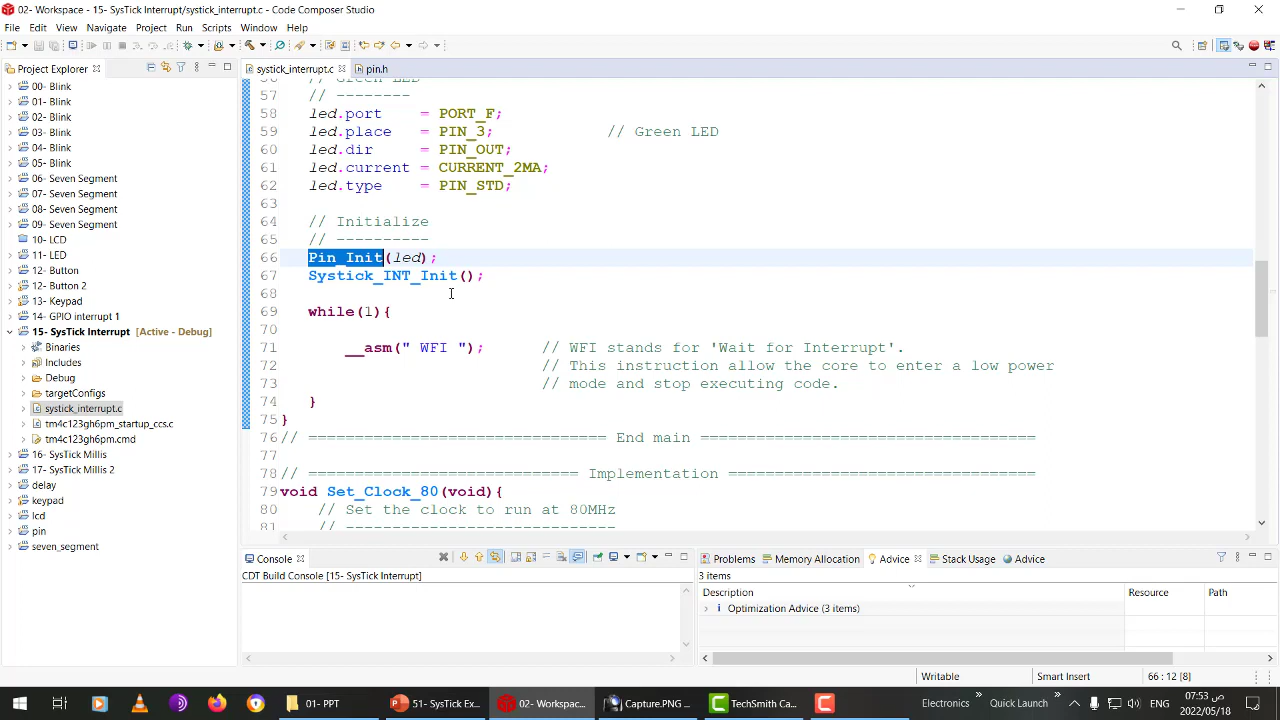 02- Workspace - 15- SysTick Interrupt/systick_interrupt.c - Code Composer Studio
File Edit View Navigate Project Run Scripts Window Help
Project Explorer
systick_interrupt.c
pin.h
00- Blink
01- Blink
02- Blink
03- Blink
04- Blink
05- Blink
06- Seven Segment
07- Seven Segment
08- Seven Segment
09- Seven Segment
10- LCD
11- LED
12- Button
12- Button 2
13- Keypad
14- GPIO interrupt 1
15- SysTick Interrupt [Active - Debug]
Binaries
Includes
Debug
targetConfigs
systick_interrupt.c
tm4c123gh6pm_startup_ccs.c
tm4c123gh6pm.cmd
16- SysTick Millis
17- SysTick Millis 2
delay
keypad
lcd
pin
seven_segment
56 // Green LED
57 // --------
58 led.port = PORT_F;
59 led.place = PIN_3; // Green LED
60 led.dir = PIN_OUT;
61 led.current = CURRENT_2MA;
62 led.type = PIN_STD;
63
64 // Initialize
65 // ----------
66 Pin_Init(led);
67 Systick_INT_Init();
68
69 while(1){
70
71 __asm(" WFI "); // WFI stands for 'Wait for Interrupt'.
72 // This instruction allow the core to enter a low power
73 // mode and stop executing code.
74 }
75 }
76 // ================================ End main ====================================
77
78 // ============================= Implementation ==================================
79 void Set_Clock_80(void){
80 // Set the clock to run at 80MHz
81 // -----------------------------
Console
CDT Build Console [15- SysTick Interrupt]
Problems Memory Allocation Advice Stack Usage Advice
3 items
Description Resource Path
Optimization Advice (3 items)
Writable Smart Insert 66 : 12 [8]
01- PPT
51- SysTick Ex...
02- Workspac...
Capture.PNG ...
TechSmith Ca...
Electronics
Quick Launch
07:53 ص
2022/05/18